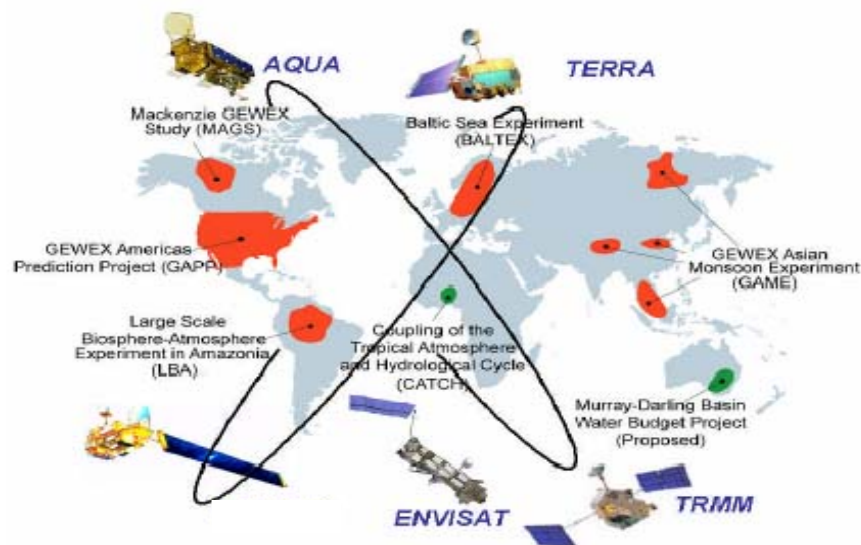 AQUA
TERRA
Mackenzie GEWEX
Study (MAGS)
Baltic Sea Experiment
(BALTEX)
GEWEX Americas
Prediction Project (GAPP)
GEWEX Asian
Monsoon Experiment
(GAME)
Large Scale
Biosphere-Atmosphere
Experiment in Amazonia
(LBA)
Coupling of the
Tropical Atmosphere
and Hydrological Cycle
(CATCH)
Murray-Darling Basin
Water Budget Project
(Proposed)
ENVISAT
TRMM